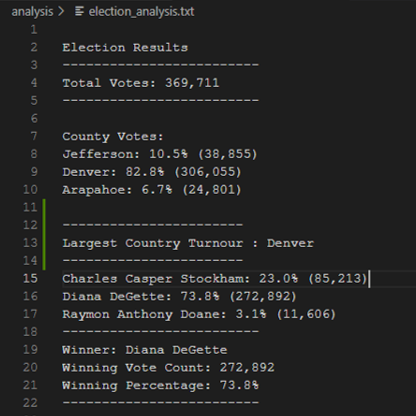 analysis > election_analysis.txt
1
2 Election Results
3 -------------------------
4 Total Votes: 369,711
5 -------------------------
6
7 County Votes:
8 Jefferson: 10.5% (38,855)
9 Denver: 82.8% (306,055)
10 Arapahoe: 6.7% (24,801)
11
12 -----------------------
13 Largest Country Turnour : Denver
14 -----------------------
15 Charles Casper Stockham: 23.0% (85,213)
16 Diana DeGette: 73.8% (272,892)
17 Raymon Anthony Doane: 3.1% (11,606)
18 -------------------------
19 Winner: Diana DeGette
20 Winning Vote Count: 272,892
21 Winning Percentage: 73.8%
22 -------------------------